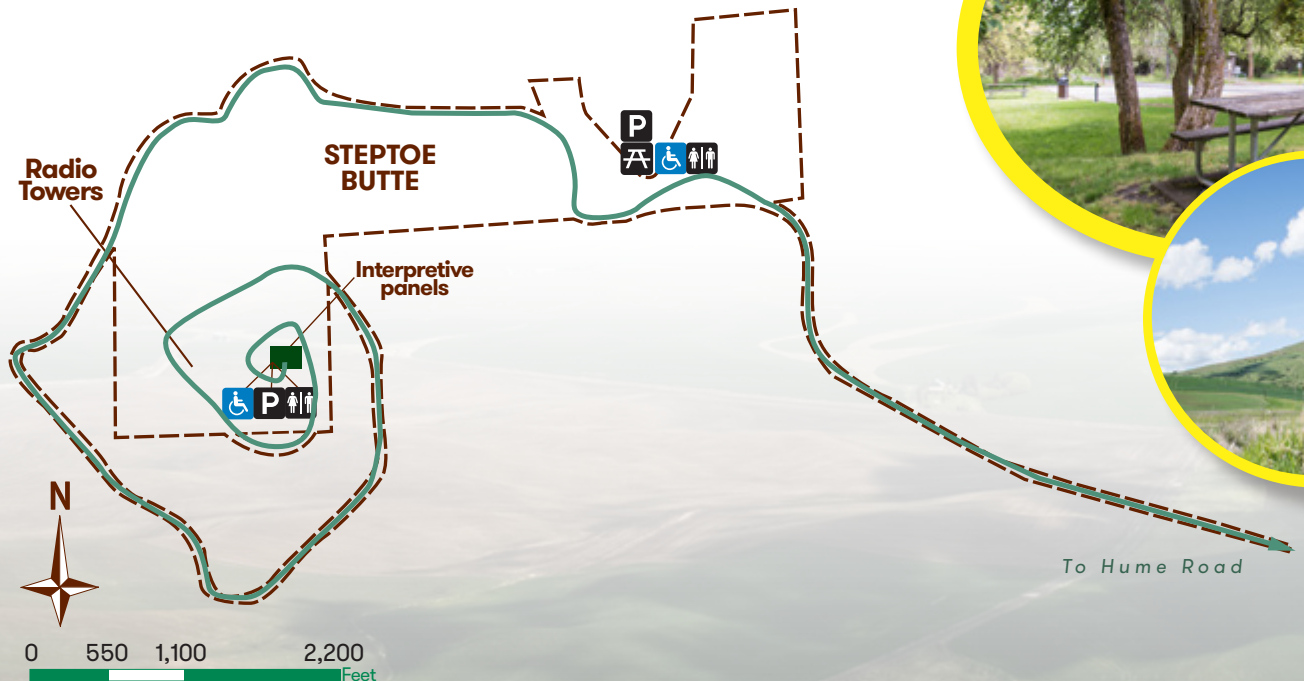 P
STEPTOE
BUTTE
Radio
Towers
Interpretive
panels
P
N
To Hume Road
0 550 1,100 2,200
Feet